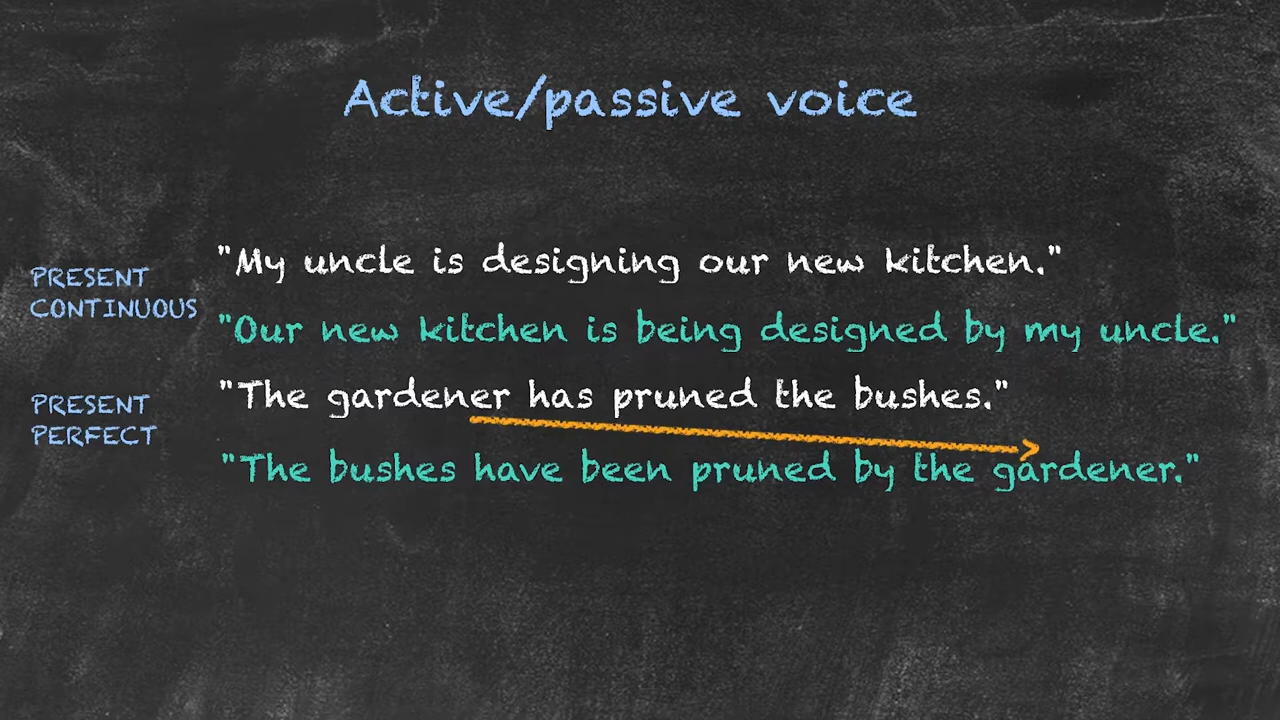 Active/passive voice
"My uncle is designing our new kitchen."
PRESENT
CONTINUOUS
"Our new kitchen is being designed by my uncle."
"The gardener has pruned the bushes."
PRESENT
PERFECT
"The bushes have been pruned by the gardener."